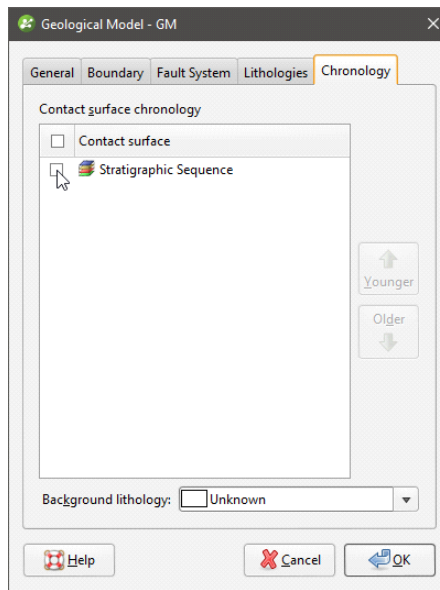 Geological Model - GM
General Boundary Fault System Lithologies Chronology
Contact surface chronology
Contact surface
Stratigraphic Sequence
Younger
Older
Background lithology: Unknown
Help Cancel OK